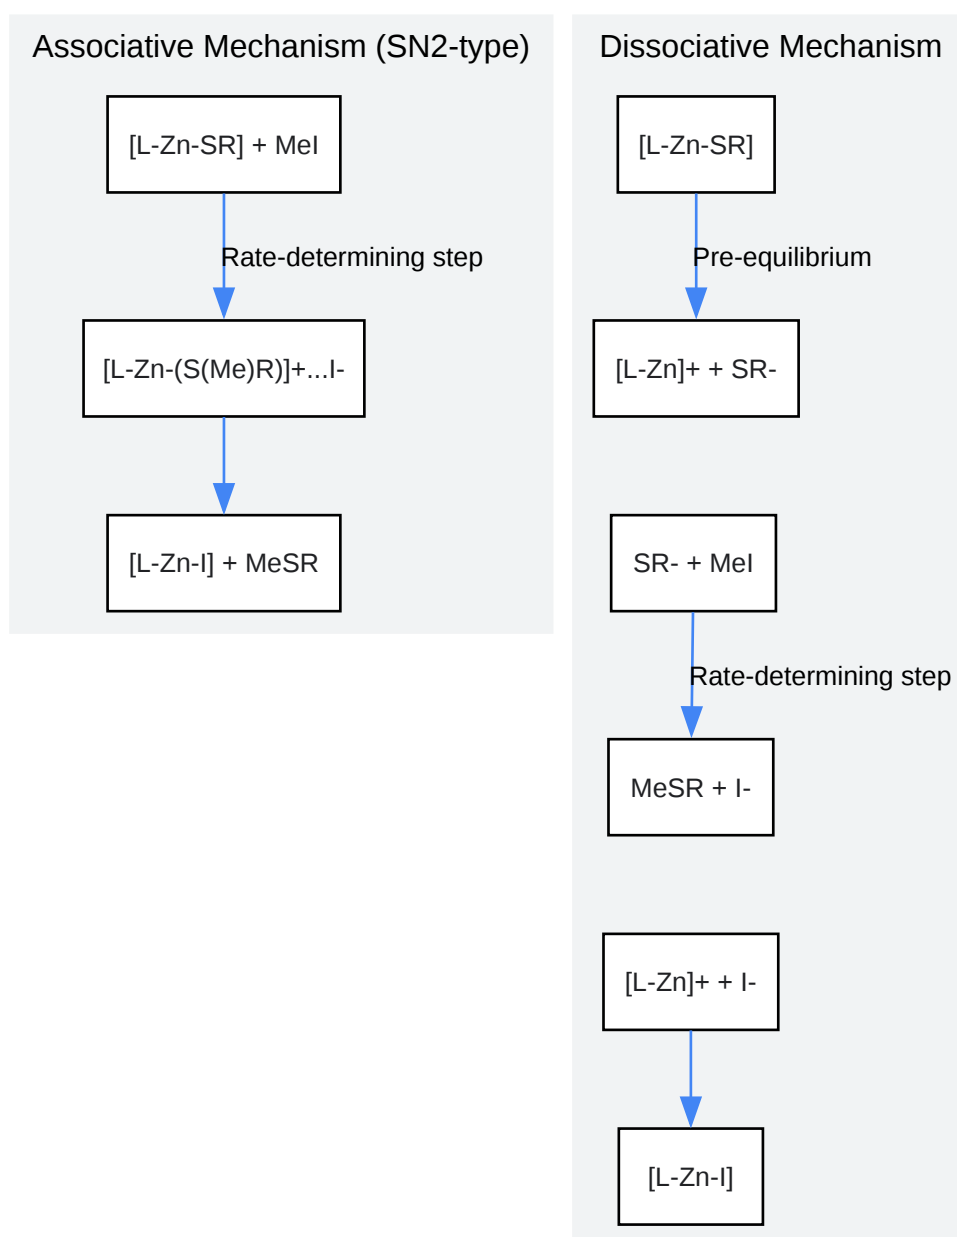 Associative Mechanism (SN2-type)
[L-Zn-SR] + MeI
Rate-determining step
[L-Zn-(S(Me)R)]+...I-
[L-Zn-I] + MeSR
Dissociative Mechanism
[L-Zn-SR]
Pre-equilibrium
[L-Zn]+ + SR-
SR- + MeI
Rate-determining step
MeSR + I-
[L-Zn]+ + I-
[L-Zn-I]